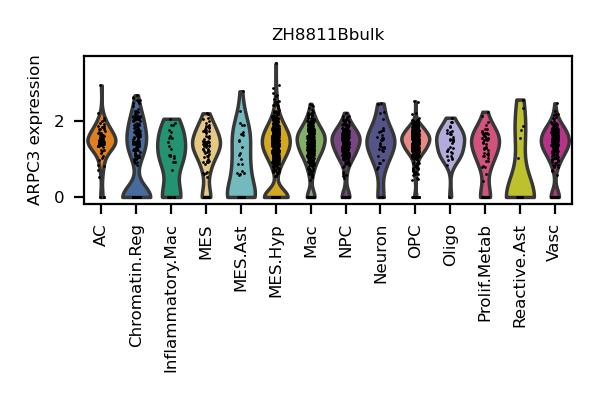 ZH8811Bbulk
ARPC3 expression
2
0
AC
Chromatin.Reg
Inflammatory.Mac
MES
MES.Ast
MES.Hyp
Mac
NPC
Neuron
OPC
Oligo
Prolif.Metab
Reactive.Ast
Vasc